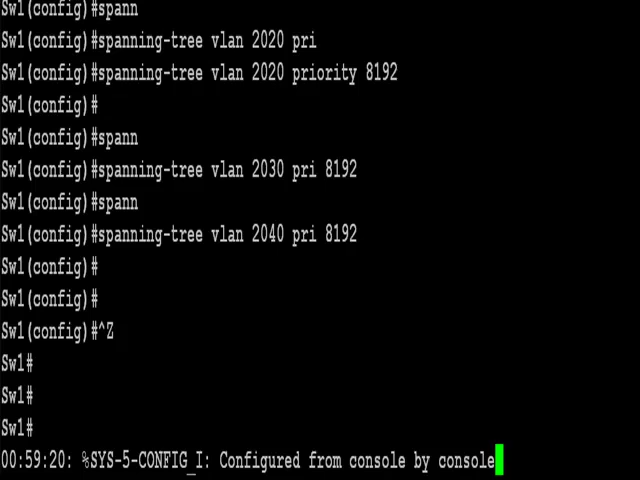 Sw1(config)#spann
Sw1(config)#spanning-tree vlan 2020 pri
Sw1(config)#spanning-tree vlan 2020 priority 8192
Sw1(config)#
Sw1(config)#spann
Sw1(config)#spanning-tree vlan 2030 pri 8192
Sw1(config)#spann
Sw1(config)#spanning-tree vlan 2040 pri 8192
Sw1(config)#
Sw1(config)#
Sw1(config)#^Z
Sw1#
Sw1#
Sw1#
00:59:20: %SYS-5-CONFIG_I: Configured from console by console